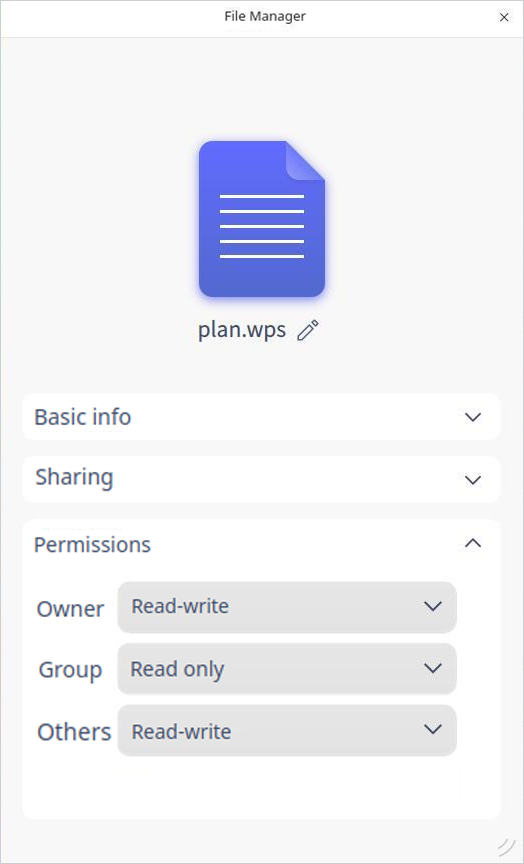 File Manager
plan.wps
Basic info
Sharing
Permissions
Owner Read-write
Group Read only
Others Read-write